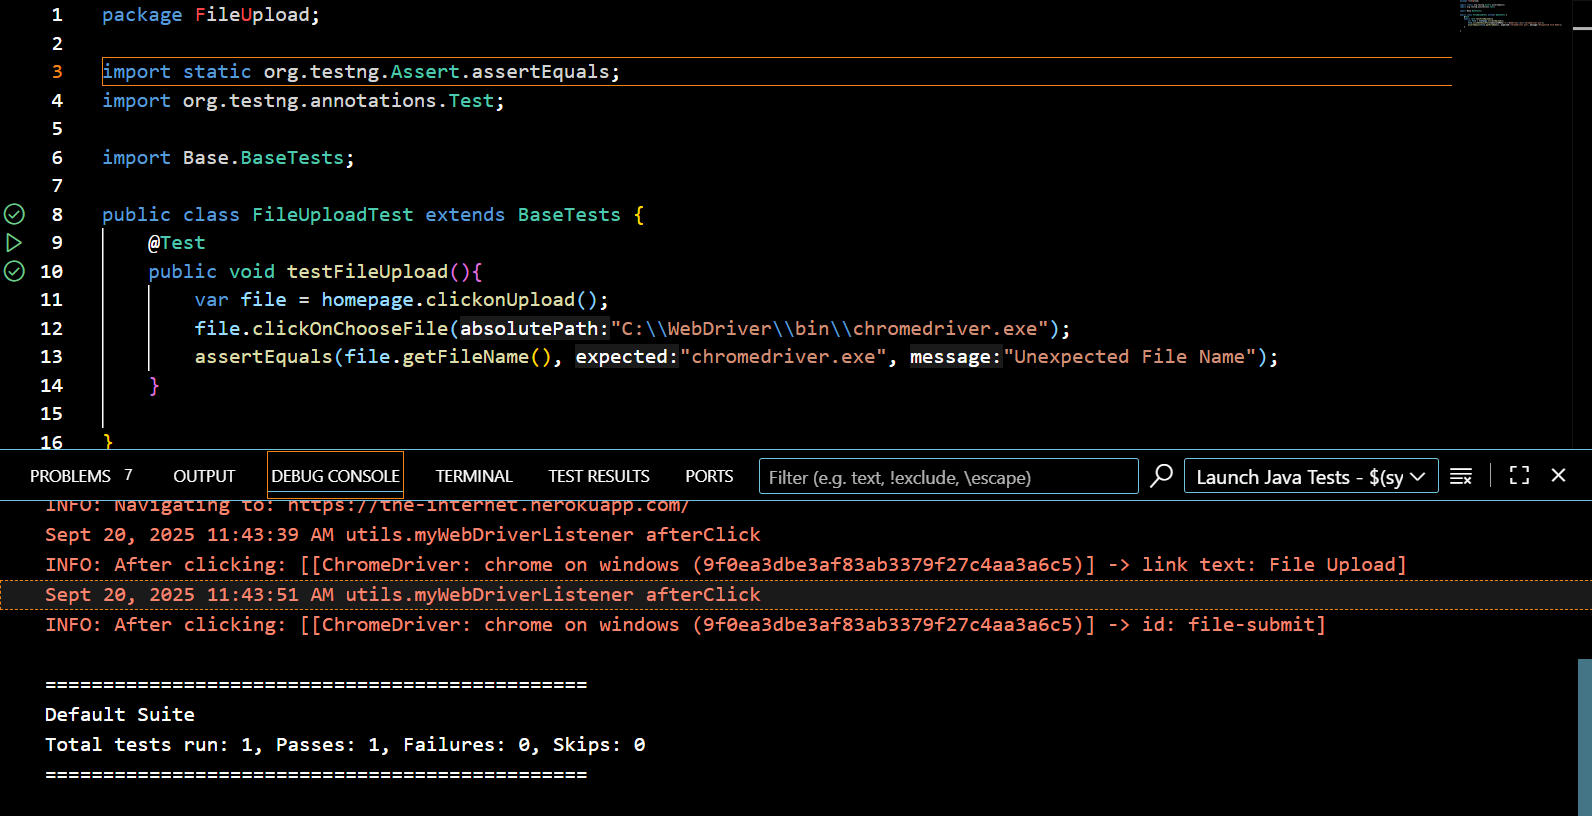 1 package FileUpload;
2
3 import static org.testng.Assert.assertEquals;
4 import org.testng.annotations.Test;
5
6 import Base.BaseTests;
7
8 public class FileUploadTest extends BaseTests {
9 @Test
10 public void testFileUpload(){
11 var file = homepage.clickonUpload();
12 file.clickOnChooseFile(absolutePath:"C:\\WebDriver\\bin\\chromedriver.exe");
13 assertEquals(file.getFileName(), expected:"chromedriver.exe", message:"Unexpected File Name");
14 }
15
16 }
PROBLEMS 7 OUTPUT DEBUG CONSOLE TERMINAL TEST RESULTS PORTS Filter (e.g. text, !exclude, \escape) Launch Java Tests - $(sy
INFO: Navigating to: https://the-internet.herokuapp.com/
Sept 20, 2025 11:43:39 AM utils.myWebDriverListener afterClick
INFO: After clicking: [[ChromeDriver: chrome on windows (9f0ea3dbe3af83ab3379f27c4aa3a6c5)] -> link text: File Upload]
Sept 20, 2025 11:43:51 AM utils.myWebDriverListener afterClick
INFO: After clicking: [[ChromeDriver: chrome on windows (9f0ea3dbe3af83ab3379f27c4aa3a6c5)] -> id: file-submit]
===============================================
Default Suite
Total tests run: 1, Passes: 1, Failures: 0, Skips: 0
===============================================